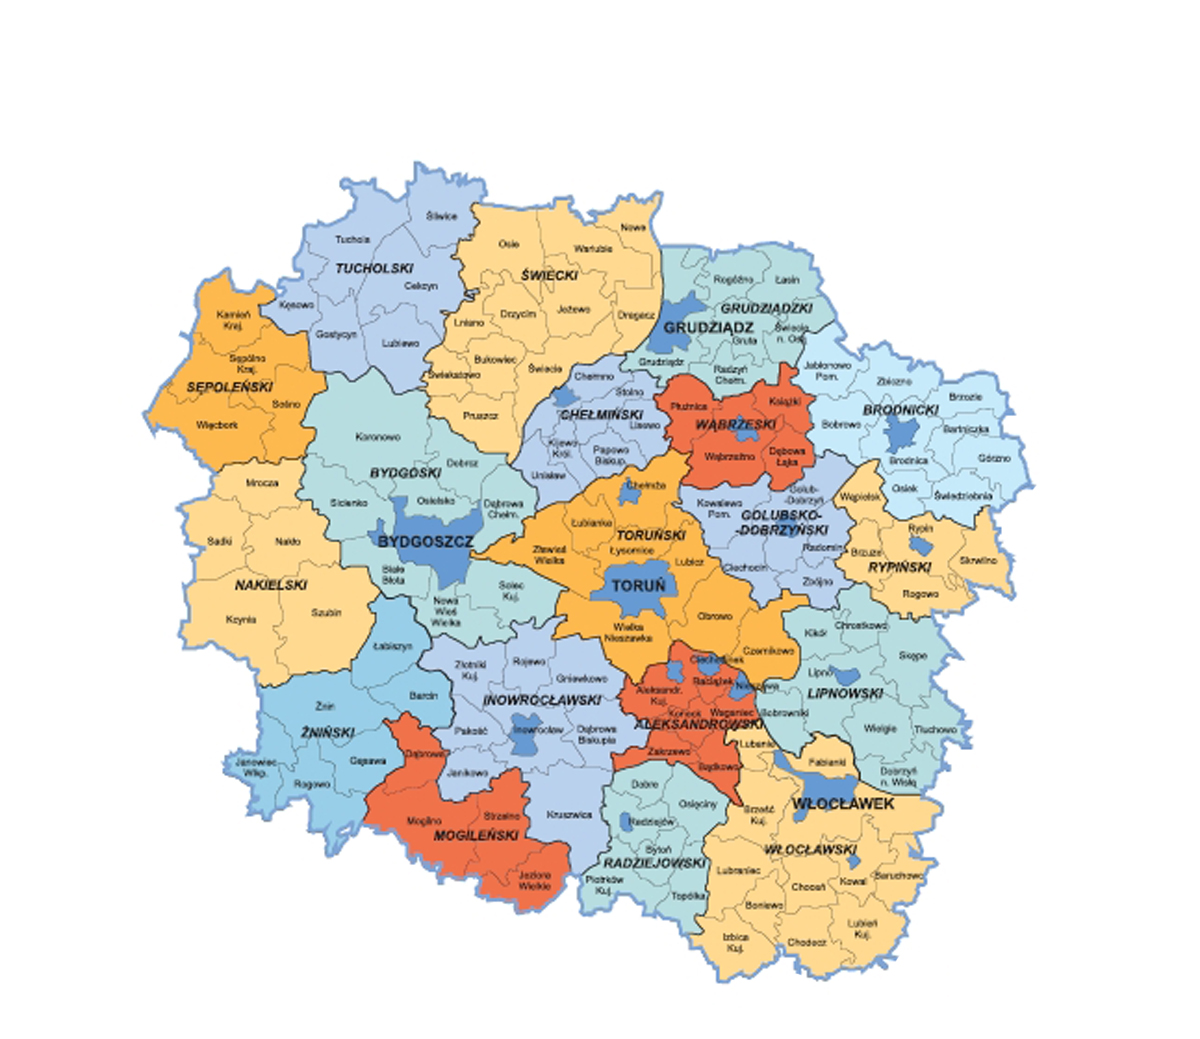 Śliwice
Tuchola
TUCHOLSKI
Cekcyn
Kęsowo
Gostycyn
Lubiewo
Nowe
Osie
Warlubie
ŚWIECKI
Jeżewo
Drzycim
Dragacz
Lniano
Bukowiec
Świecie
Świekatowo
Pruszcz
Rogóźno
Łasin
GRUDZIĄDZKI
GRUDZIĄDZ
Świecie
n. Osą
Gruta
Grudziądz
Radzyń
Chełm.
Kamień
Kraj.
Sępólno
Kraj.
SĘPOLEŃSKI
Sośno
Więcbork
Chełmno
Stolno
CHEŁMIŃSKI
Lisewo
Kijewo
Król.
Papowo
Biskup.
Unisław
Płużnica
Książki
WĄBRZESKI
Wąbrzeźno
Dębowa
Łąka
Jabłonowo
Pom.
Zbiczno
Brzozie
BRODNICKI
Bobrowo
Bartniczka
Brodnica
Górzno
Osiek
Świedziebnia
Koronowo
Dobrcz
BYDGOSKI
Sicienko
Osielsko
Dąbrowa
Chełm.
BYDGOSZCZ
Białe
Błota
Solec
Kuj.
Nowa
Wieś
Wielka
Mrocza
Sadki
Nakło
NAKIELSKI
Kcynia
Szubin
Chełmża
Łubianka
TORUŃSKI
Łysomice
Zławieś
Wielka
Lubicz
TORUŃ
Obrowo
Wielka
Nieszawka
Czernikowo
Kowalewo
Pom.
Golub-
-Dobrzyń
GOLUBSKO-
-DOBRZYŃSKI
Radomin
Ciechocin
Zbójno
Wąpielsk
Rypin
Brzuze
Skrwilno
RYPIŃSKI
Rogowo
Kikół
Chrostkowo
Skępe
Lipno
LIPNOWSKI
Bobrowniki
Wielgie
Tłuchowo
Dobrzyń
n. Wisłą
Łabiszyn
Barcin
Żnin
ŻNIŃSKI
Janowiec
Wlkp.
Gąsawa
Rogowo
Złotniki
Kuj.
Rojewo
Gniewkowo
INOWROCŁAWSKI
Pakość
Inowrocław
Dąbrowa
Biskupia
Janikowo
Kruszwica
Ciechocinek
Aleksandr.
Kuj.
Raciążek
Nieszawa
Koneck
Waganiec
ALEKSANDROWSKI
Zakrzewo
Bądkowo
Dąbrowa
Mogilno
Strzelno
MOGILEŃSKI
Jeziora
Wielkie
Dobre
Osięciny
Radziejów
Bytoń
RADZIEJOWSKI
Piotrków
Kuj.
Topólka
Lubanie
Fabianki
WŁOCŁAWEK
Brześć
Kuj.
WŁOCŁAWSKI
Lubraniec
Choceń
Kowal
Baruchowo
Boniewo
Izbica
Kuj.
Chodecz
Lubień
Kuj.